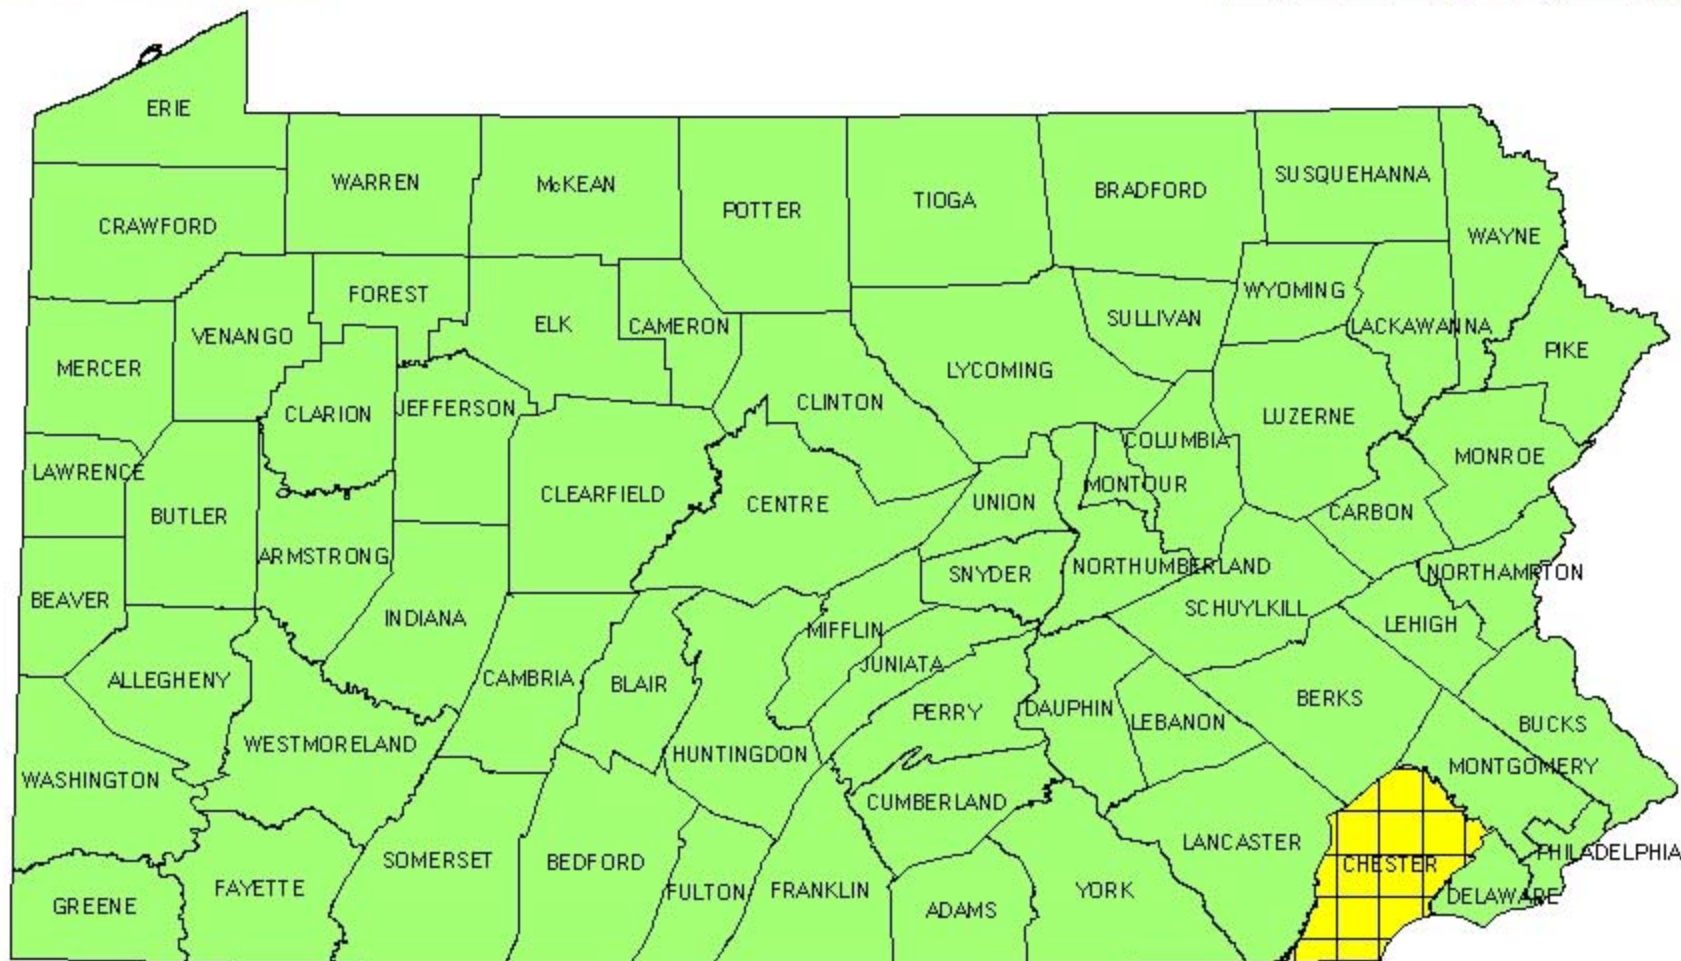 ERIE
WARREN
McKEAN
POTTER
TIOGA
BRADFORD
SUSQUEHANNA
WAYNE
CRAWFORD
FOREST
VENANGO
ELK
CAMERON
SULLIVAN
WYOMING
LACKAWANNA
PIKE
MERCER
CLARION
JEFFERSON
CLINTON
LYCOMING
LUZERNE
COLUMBIA
MONTOUR
MONROE
LAWRENCE
BUTLER
CLEARFIELD
CENTRE
UNION
CARBON
ARMSTRONG
SNYDER
NORTHUMBERLAND
NORTHAMPTON
BEAVER
INDIANA
MIFFLIN
SCHUYLKILL
LEHIGH
ALLEGHENY
CAMBRIA
BLAIR
JUNIATA
PERRY
DAUPHIN
LEBANON
BERKS
BUCKS
WESTMORELAND
HUNTINGDON
WASHINGTON
CUMBERLAND
MONTGOMERY
LANCASTER
CHESTER
PHILADELPHIA
SOMERSET
BEDFORD
FULTON
FRANKLIN
ADAMS
YORK
DELAWARE
GREENE
FAYETTE